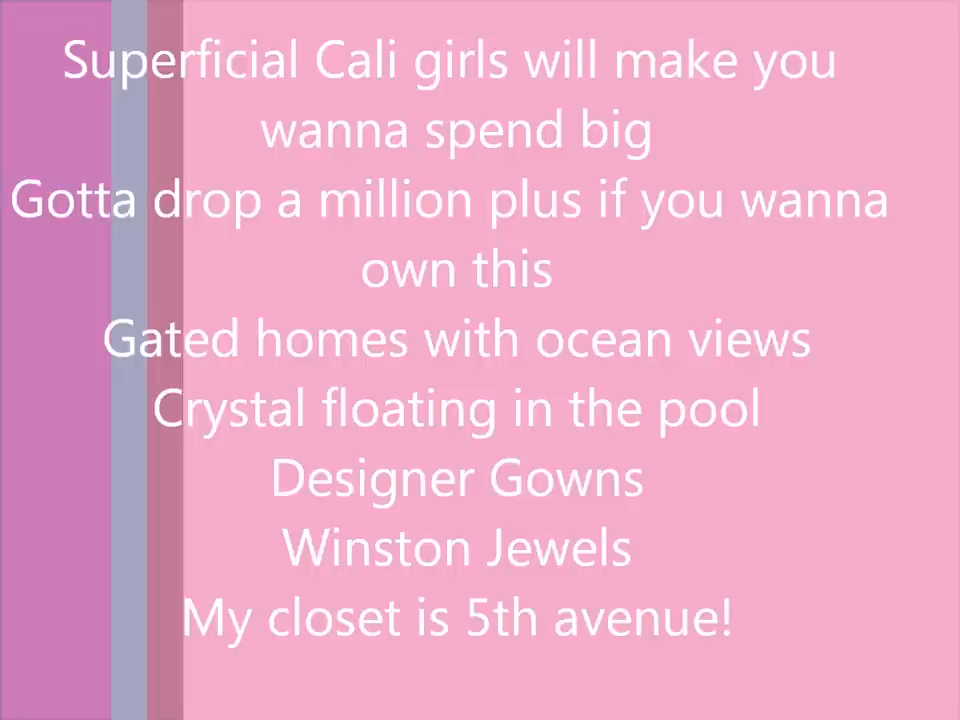 Superficial Cali girls will make you
wanna spend big
Gotta drop a million plus if you wanna
own this
Gated homes with ocean views
Crystal floating in the pool
Designer Gowns
Winston Jewels
My closet is 5th avenue!